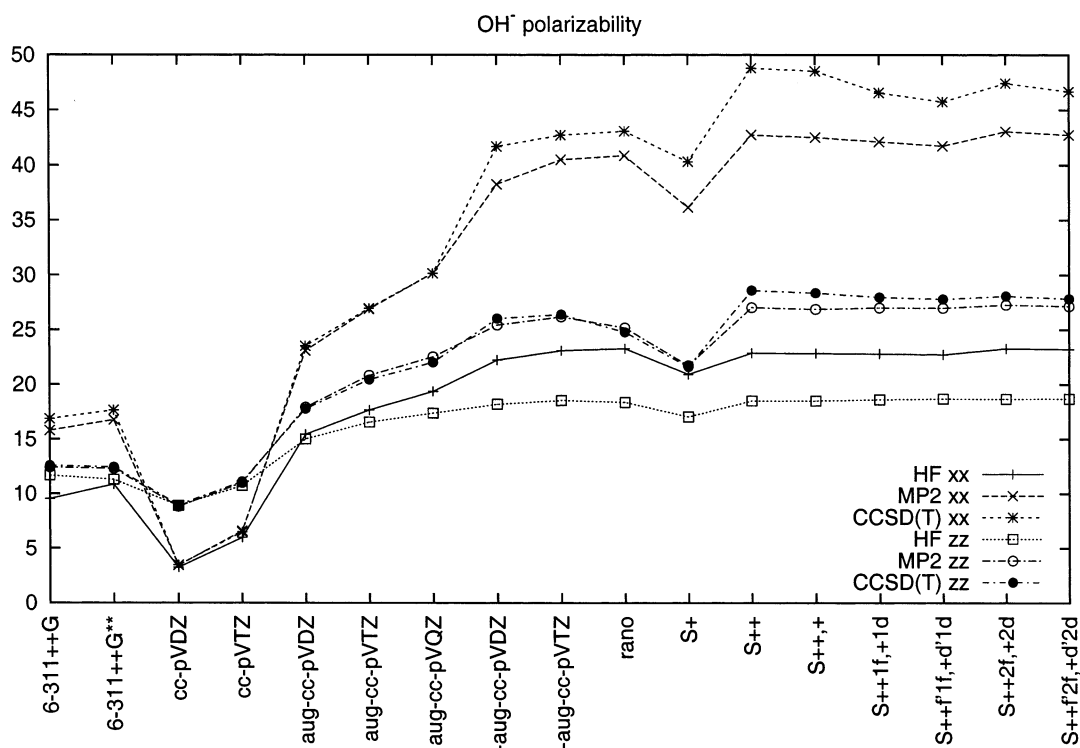 OH- polarizability
50
45
40
35
30
25
20
15
10
5
0
HF xx
MP2 xx
CCSD(T) xx
HF zz
MP2 zz
CCSD(T) zz
6-311++G
6-311++G**
cc-pVDZ
cc-pVTZ
aug-cc-pVDZ
aug-cc-pVTZ
aug-cc-pVQZ
-aug-cc-pVDZ
-aug-cc-pVTZ
rano
S+
S++
S++,+
S++1f,+1d
S++f'1f,+d'1d
S++2f,+2d
S++f'2f,+d'2d